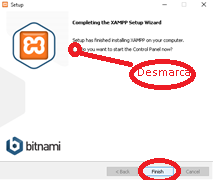 Setup
Completing the XAMPP Setup Wizard
Setup has finished installing XAMPP on your computer.
Do you want to start the Control Panel now?
Desmarca
bitnami
< Back
Finish
Cancel